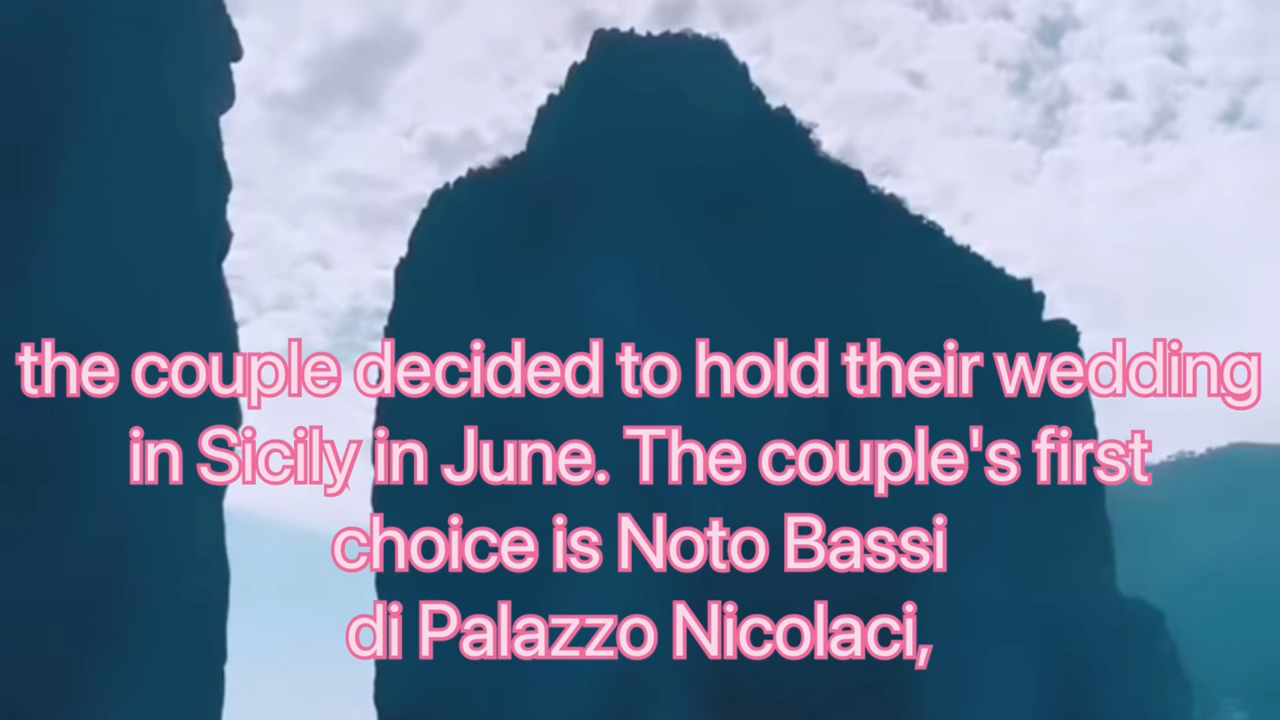 the couple decided to hold their wedding
in Sicily in June. The couple's first
choice is Noto Bassi
di Palazzo Nicolaci,